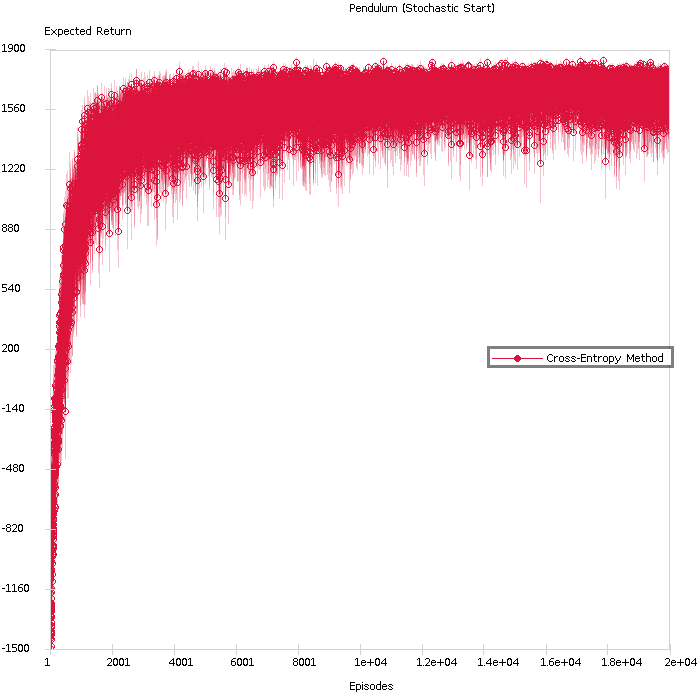 Pendulum (Stochastic Start)
Expected Return
1900
1560
1220
880
540
200
-140
-480
-820
-1160
-1500
Cross-Entropy Method
1 2001 4001 6001 8001 1e+04 1.2e+04 1.4e+04 1.6e+04 1.8e+04 2e+04
Episodes